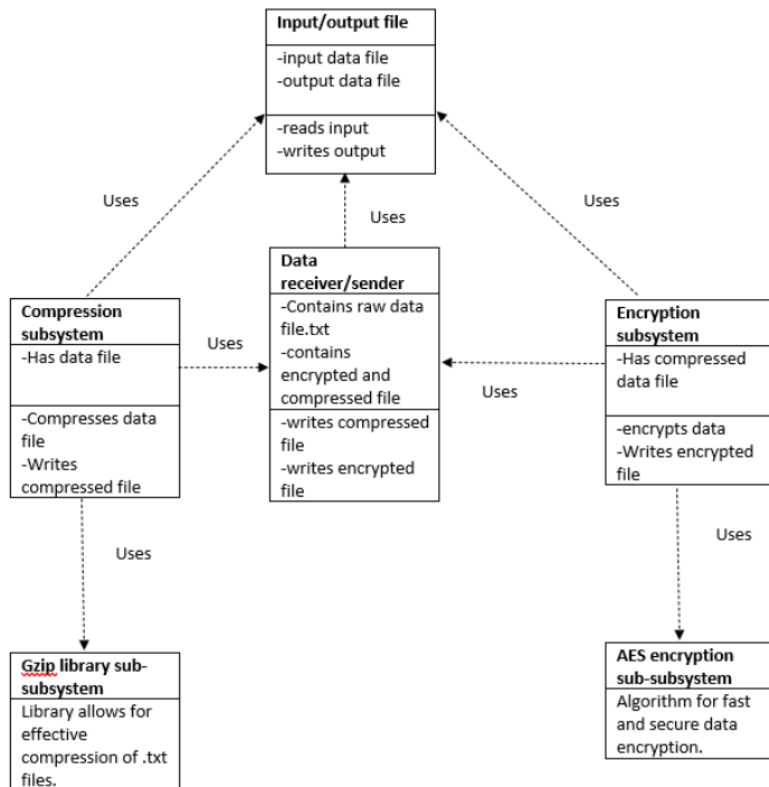 Input/output file
-input data file
-output data file
-reads input
-writes output
Uses
Uses
Uses
Data
receiver/sender
-Contains raw data
file.txt
-contains
encrypted and
compressed file
-writes compressed
file
-writes encrypted
file
Compression
subsystem
-Has data file
-Compresses data
file
-Writes
compressed file
Uses
Encryption
subsystem
-Has compressed
data file
-encrypts data
-Writes encrypted
file
Uses
Uses
Uses
Gzip library sub-
subsystem
Library allows for
effective
compression of .txt
files.
AES encryption
sub-subsystem
Algorithm for fast
and secure data
encryption.